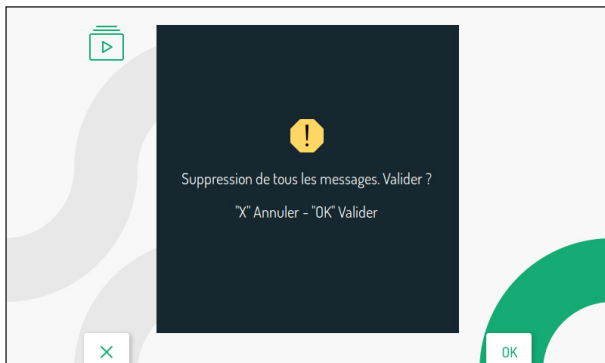 !
Suppression de tous les messages. Valider ?
"X" Annuler - "OK" Valider
OK